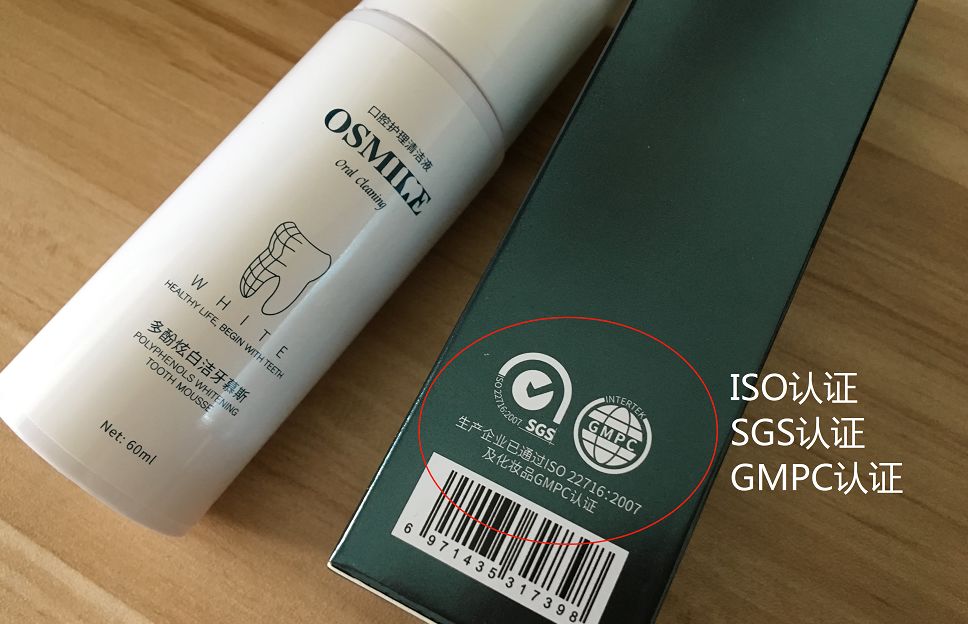 口腔护理清洁液
OSMILE
Oral Cleaning
WHITE
HEALTHY LIFE, BEGIN WITH TEETH
多酚炫白洁牙慕斯
POLYPHENOLS WHITENING
TOOTH MOUSSE
Net: 60ml
ISO 22716:2007
SGS
INTERTEK
GMPC
生产企业已通过ISO 22716:2007
及化妆品GMPC认证
6 971435 317398
ISO认证
SGS认证
GMPC认证